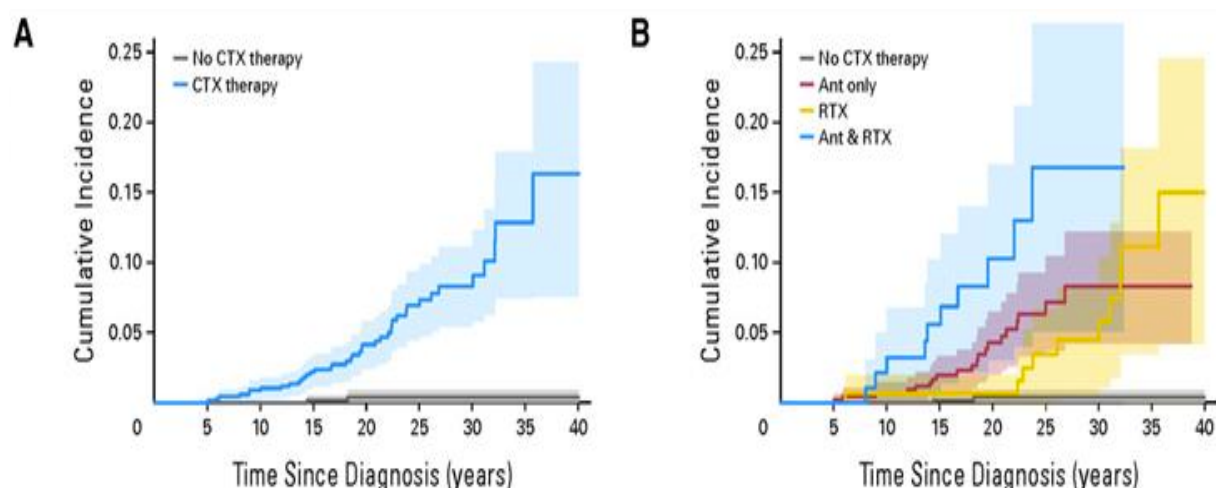 A
No CTX therapy
CTX therapy
0.25
0.20
0.15
0.10
0.05
Cumulative Incidence
0 5 10 15 20 25 30 35 40
Time Since Diagnosis (years)
B
No CTX therapy
Ant only
RTX
Ant & RTX
0.25
0.20
0.15
0.10
0.05
Cumulative Incidence
0 5 10 15 20 25 30 35 40
Time Since Diagnosis (years)